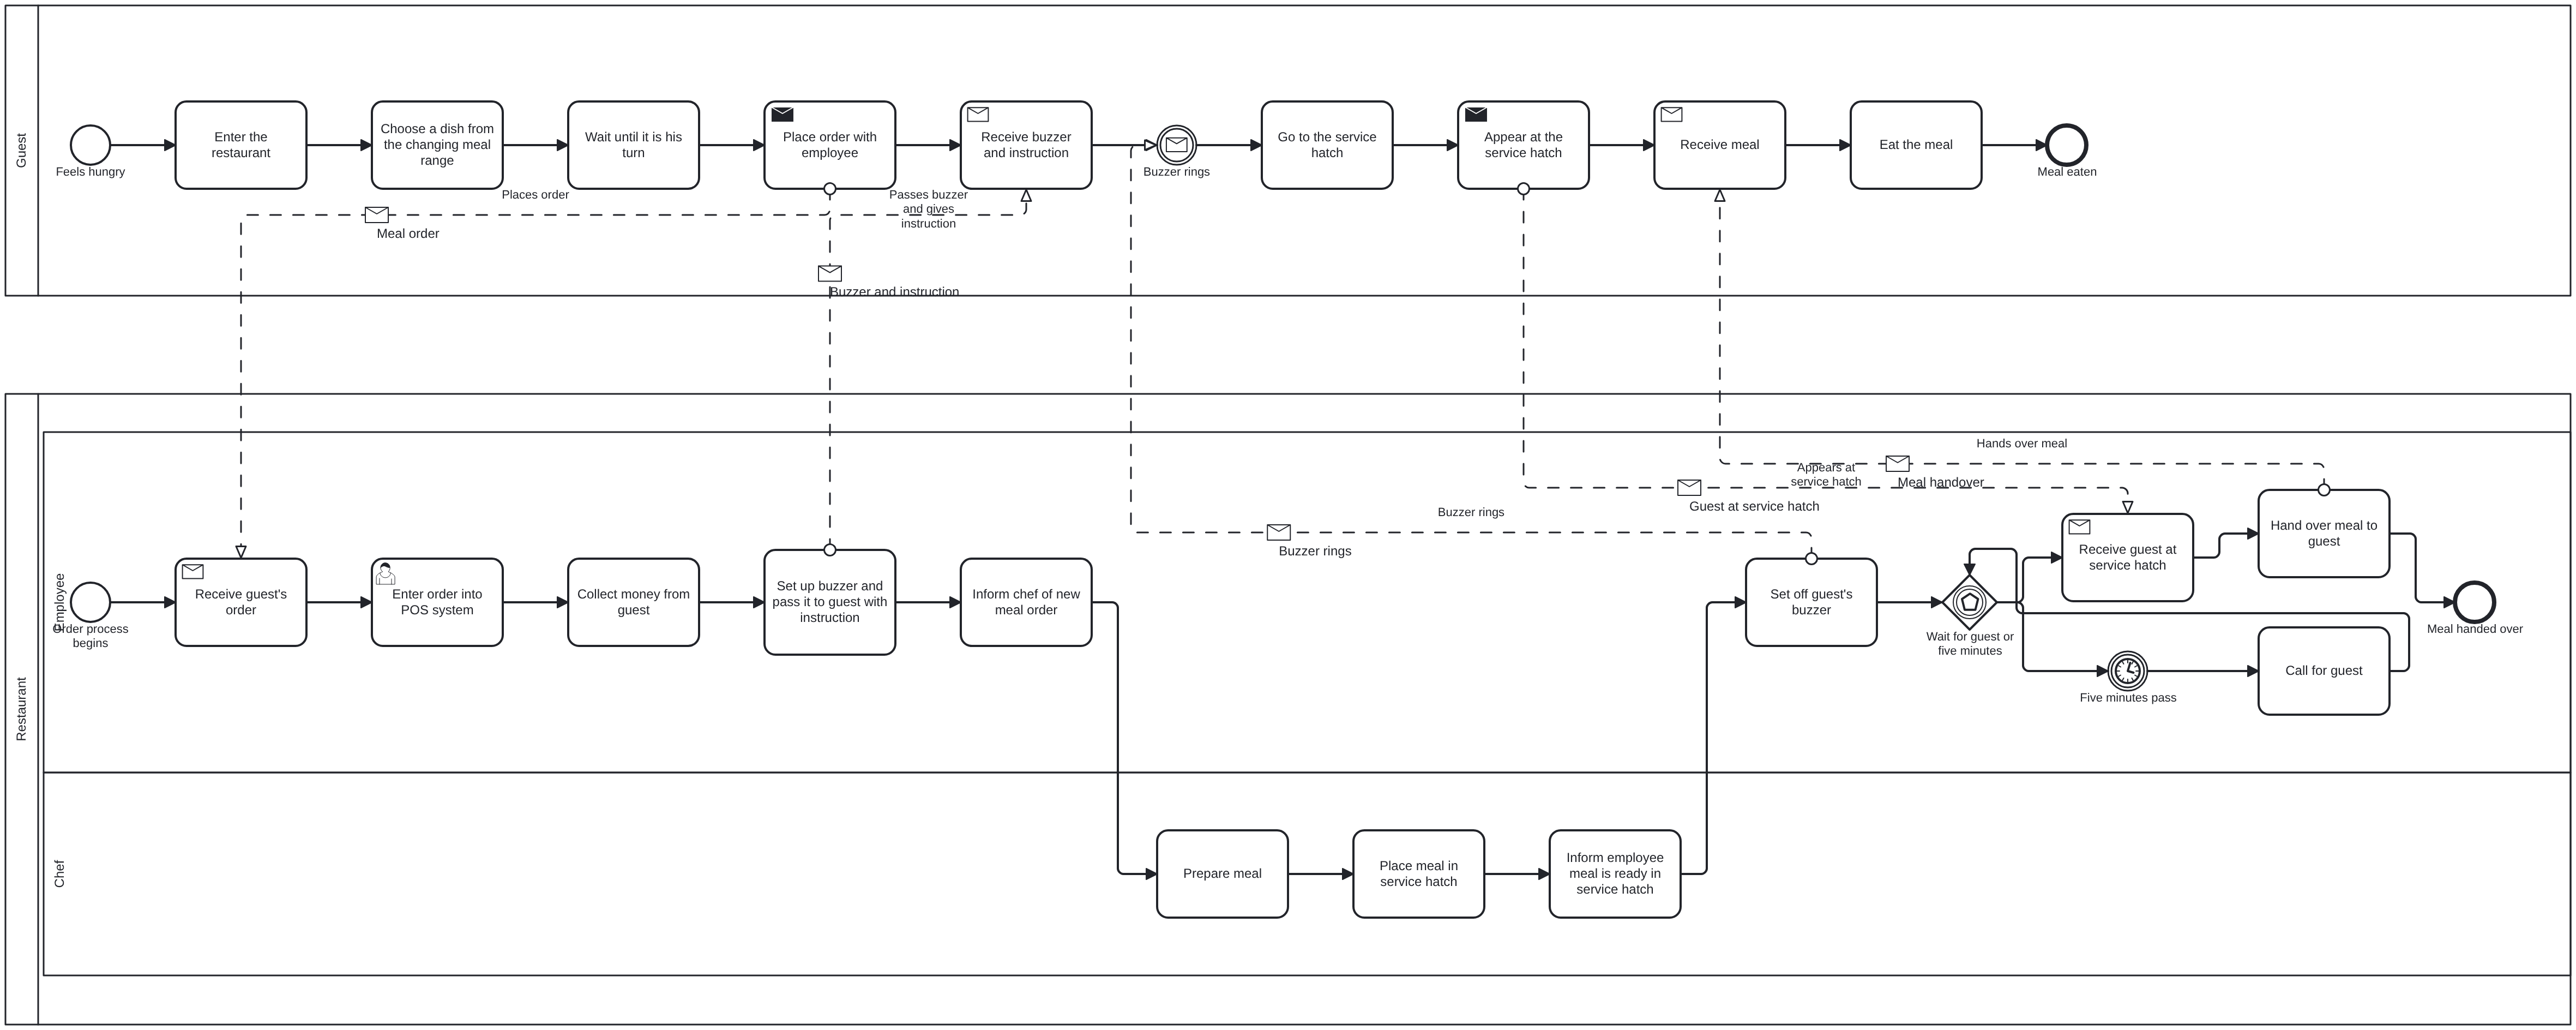 Guest
Feels hungry
Enter the
restaurant
Choose a dish from
the changing meal
range
Wait until it is his
turn
Place order with
employee
Receive buzzer
and instruction
Buzzer rings
Go to the service
hatch
Appear at the
service hatch
Receive meal
Eat the meal
Meal eaten
Places order
Meal order
Passes buzzer
and gives
instruction
Buzzer and instruction
Restaurant
Employee
Order process
begins
Receive guest's
order
Enter order into
POS system
Collect money from
guest
Set up buzzer and
pass it to guest with
instruction
Inform chef of new
meal order
Buzzer rings
Buzzer rings
Hands over meal
Appears at
service hatch
Meal handover
Guest at service hatch
Set off guest's
buzzer
Wait for guest or
five minutes
Receive guest at
service hatch
Hand over meal to
guest
Five minutes pass
Call for guest
Meal handed over
Chef
Prepare meal
Place meal in
service hatch
Inform employee
meal is ready in
service hatch